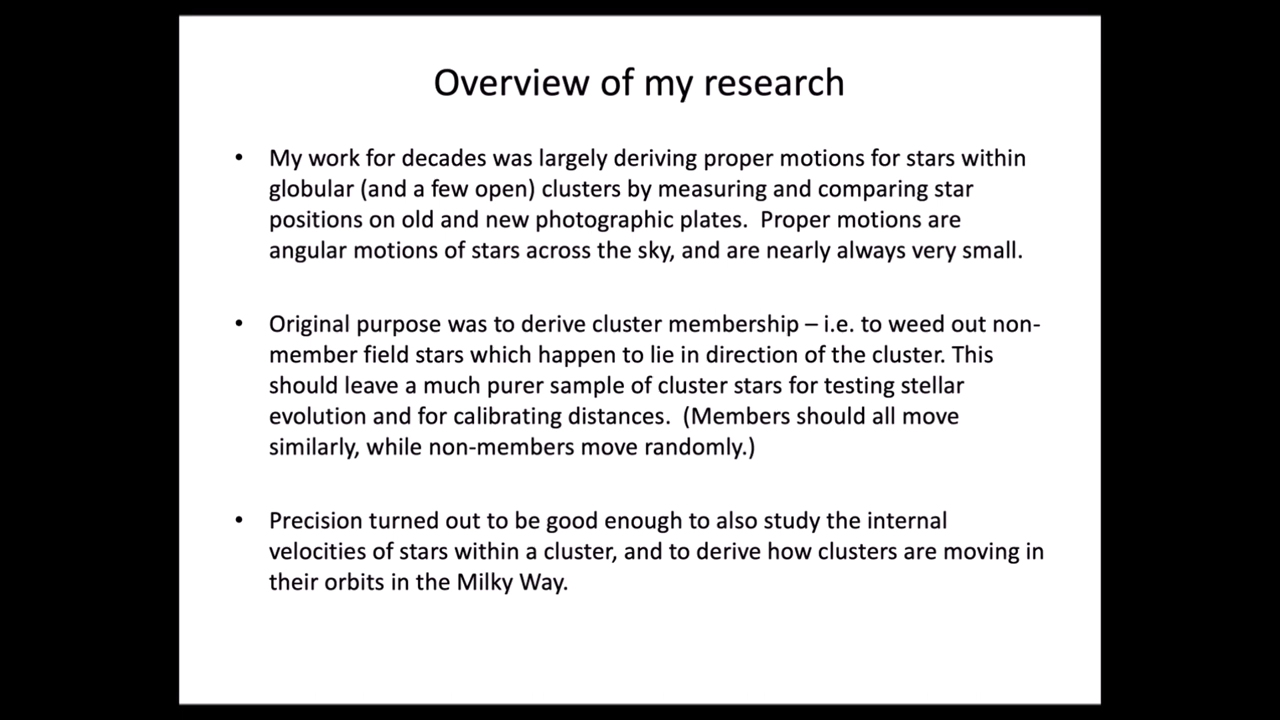 Overview of my research
• My work for decades was largely deriving proper motions for stars within
globular (and a few open) clusters by measuring and comparing star
positions on old and new photographic plates.  Proper motions are
angular motions of stars across the sky, and are nearly always very small.
• Original purpose was to derive cluster membership – i.e. to weed out non-
member field stars which happen to lie in direction of the cluster. This
should leave a much purer sample of cluster stars for testing stellar
evolution and for calibrating distances.  (Members should all move
similarly, while non-members move randomly.)
• Precision turned out to be good enough to also study the internal
velocities of stars within a cluster, and to derive how clusters are moving in
their orbits in the Milky Way.